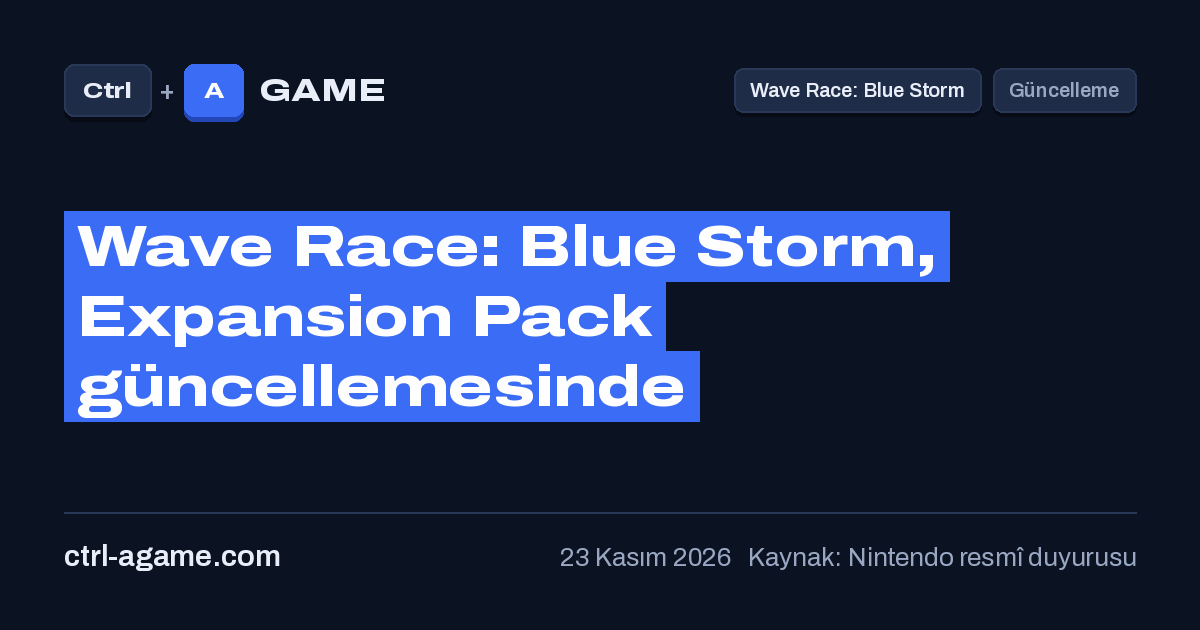 Ctrl + A GAME
Wave Race: Blue Storm
Güncelleme
Wave Race: Blue Storm,
Expansion Pack
güncellemesinde
ctrl-agame.com
23 Kasım 2026 Kaynak: Nintendo resmî duyurusu